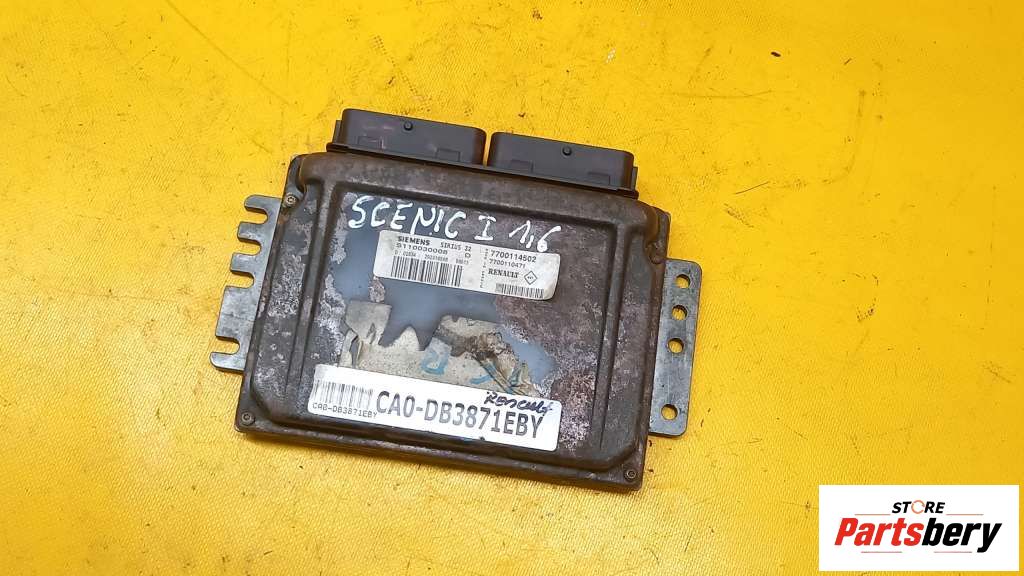 SCENIC I 1,6
SIEMENS SIRIUS 32
S110030008 D
7700114502
7700110471
RENAULT
CA0-DB3871EBY
CA0-DB3871EBY
RENAULT
STORE
Partsbery